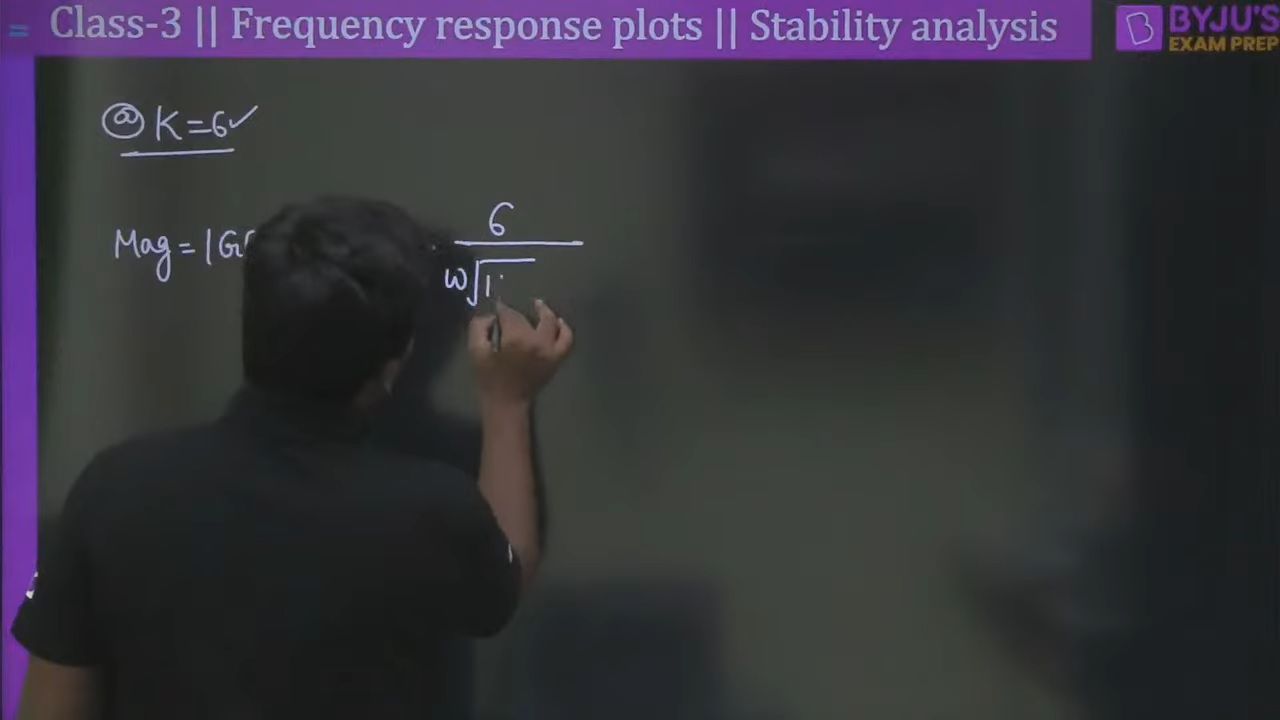 = Class-3 || Frequency response plots || Stability analysis
BYJU'S
EXAM PREP
@ K=6✓
Mag = |G(
6
ω√1